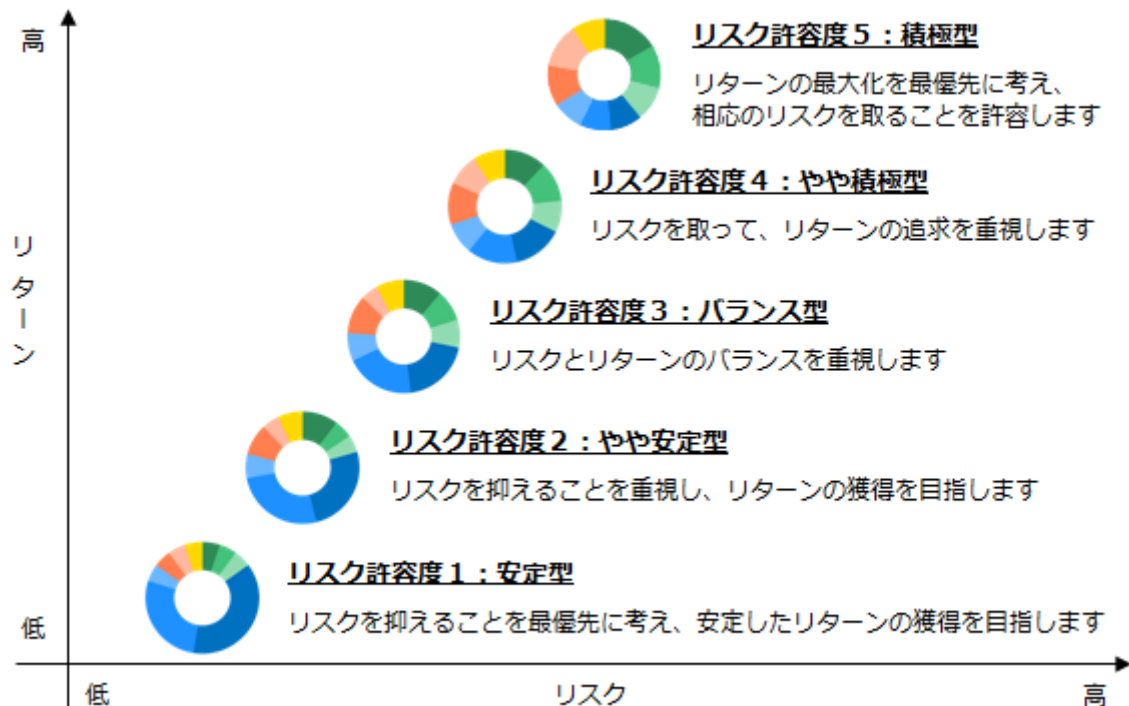 高
リターン
低
リスク許容度５：積極型
リターンの最大化を最優先に考え、
相応のリスクを取ることを許容します
リスク許容度４：やや積極型
リスクを取って、リターンの追求を重視します
リスク許容度３：バランス型
リスクとリターンのバランスを重視します
リスク許容度２：やや安定型
リスクを抑えることを重視し、リターンの獲得を目指します
リスク許容度１：安定型
リスクを抑えることを最優先に考え、安定したリターンの獲得を目指します
低
リスク
高